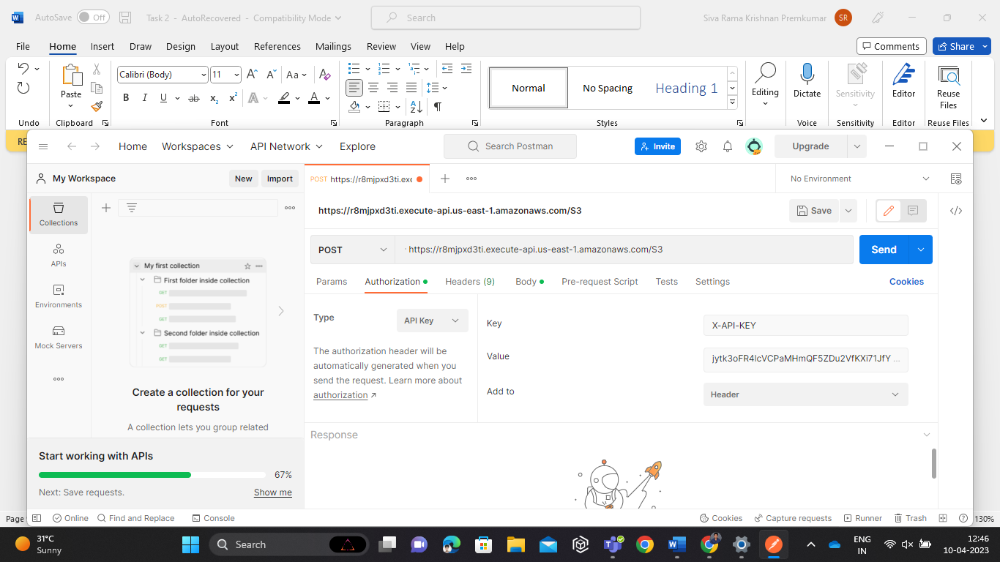 AutoSave Off Task 2 - AutoRecovered - Compatibility Mode Search Siva Rama Krishnan Premkumar SR
File Home Insert Draw Design Layout References Mailings Review View Help Comments Share
Calibri (Body) 11 Aa
Paste
B I U ab x₂ x² A A
Normal No Spacing Heading 1
Editing Dictate Sensitivity Editor Reuse Files
Undo Clipboard Font Paragraph Styles Voice Sensitivity Editor Reuse Files
RE
Home Workspaces API Network Explore Search Postman Invite Upgrade
My Workspace New Import POST https://r8mjpxd3ti.exe No Environment
Collections
APIs
Environments
Mock Servers
My first collection
First folder inside collection
GET
POST
GET
Second folder inside collection
GET
GET
Create a collection for your
requests
A collection lets you group related
Start working with APIs
67%
Next: Save requests. Show me
https://r8mjpxd3ti.execute-api.us-east-1.amazonaws.com/S3 Save
POST https://r8mjpxd3ti.execute-api.us-east-1.amazonaws.com/S3 Send
Params Authorization Headers (9) Body Pre-request Script Tests Settings Cookies
Type API Key
The authorization header will be
automatically generated when you
send the request. Learn more about
authorization ↗
Key X-API-KEY
Value jytk3oFR4lcVCPaMHmQF5ZDu2VfKXi71JfY ...
Add to Header
Response
Page Online Find and Replace Console Cookies Capture requests Runner Trash 130%
31°C
Sunny
Search
ENG
IN
12:46
10-04-2023